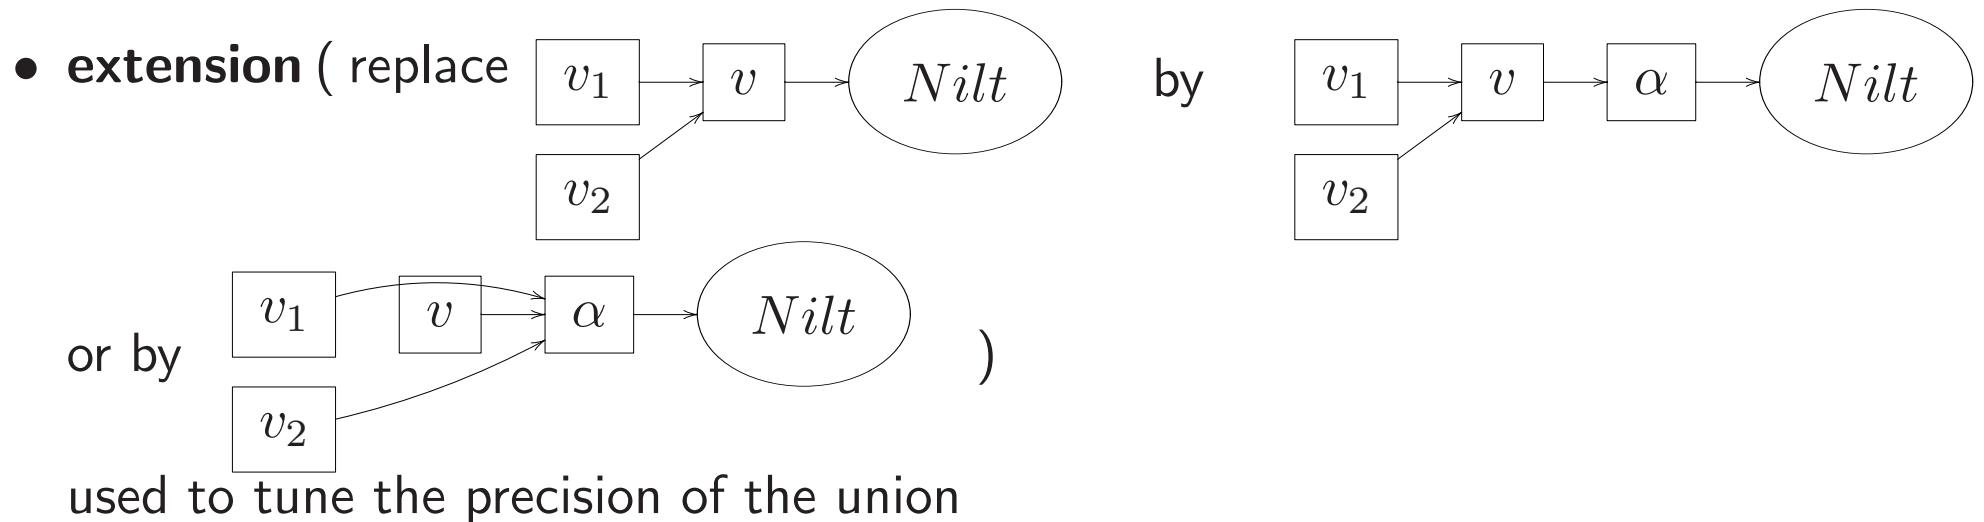 • extension ( replace v₁ v Nilt by v₁ v α Nilt
v₂ v₂
or by v₁ v α Nilt )
v₂
used to tune the precision of the union